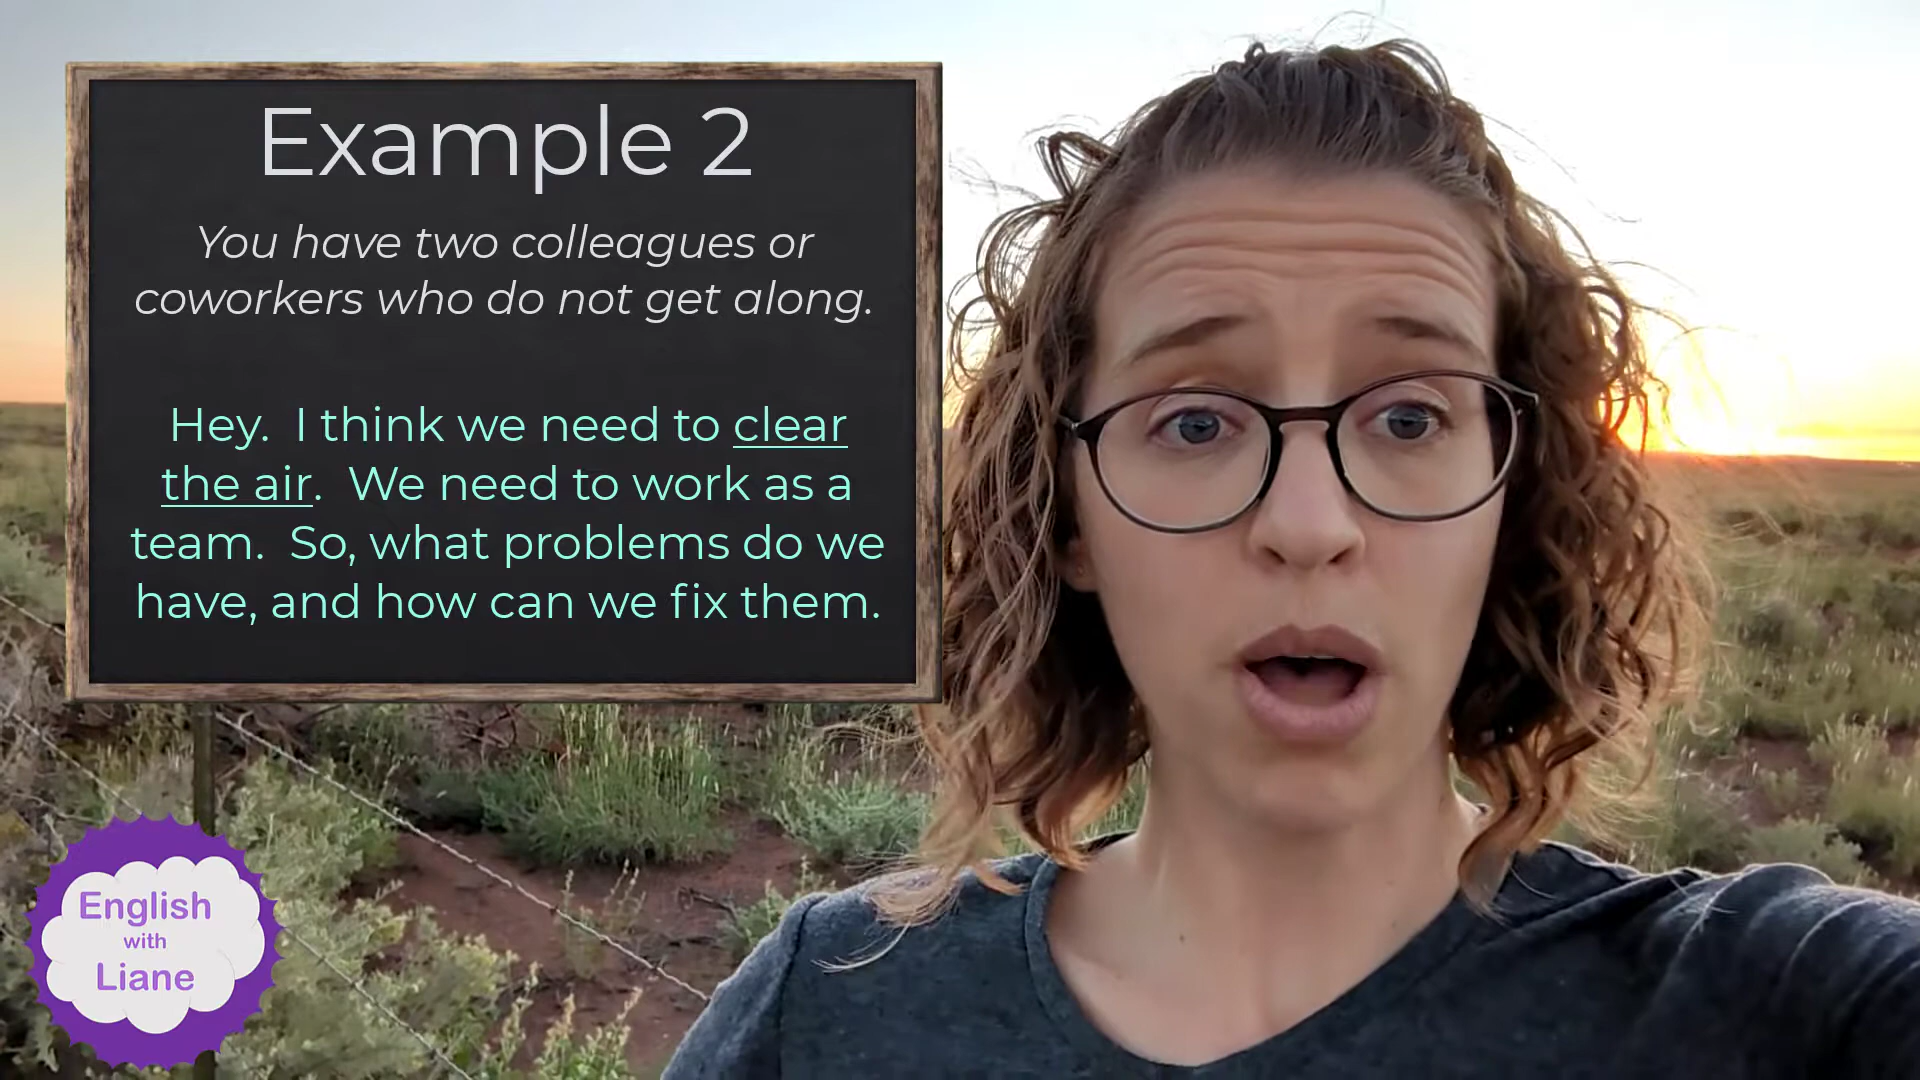 Example 2
You have two colleagues or
coworkers who do not get along.
Hey.  I think we need to clear
the air.  We need to work as a
team.  So, what problems do we
have, and how can we fix them.
English
with
Liane